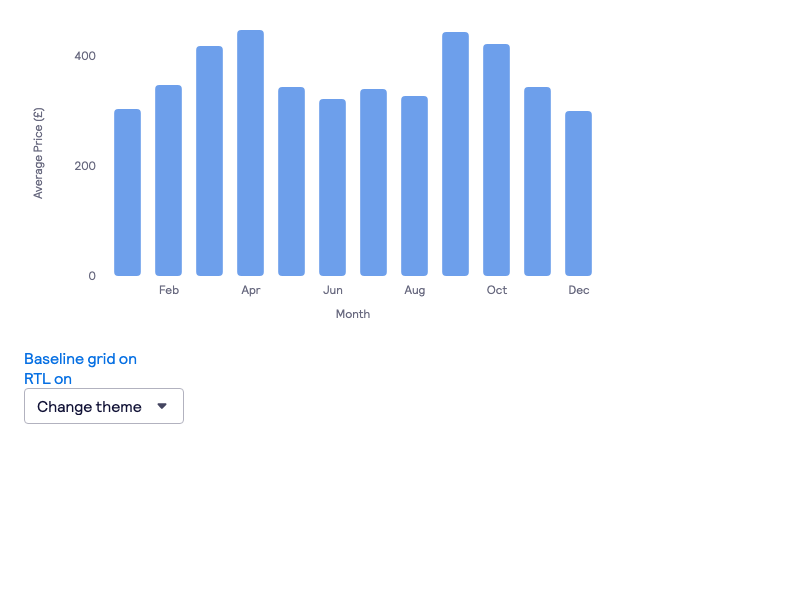 400
200
0
Average Price (£)
Feb Apr Jun Aug Oct Dec
Month
Baseline grid on
RTL on
Change theme